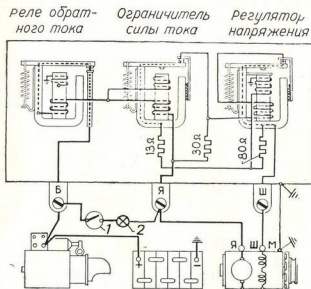 Реле обрат-
ного тока
Ограничитель
силы тока
Регулятор
напряжения
13Ω
30Ω
80Ω
Б
Я
Ш
1
2
Я
Ш
М
+
-